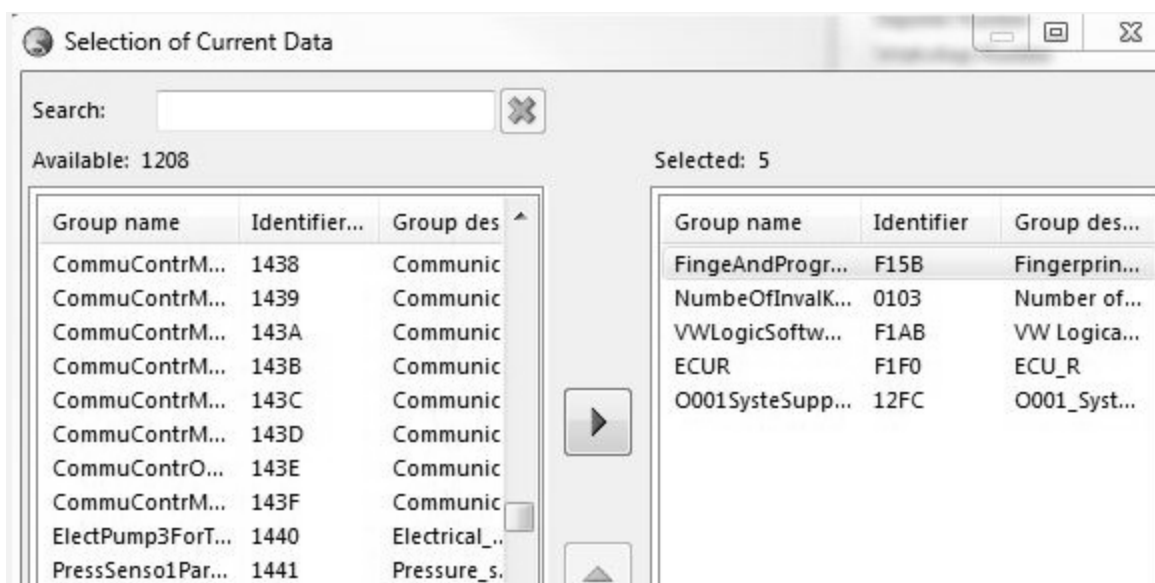 Selection of Current Data
Search:
Available: 1208
Selected: 5
Group name Identifier... Group des
CommuContrM... 1438 Communic
CommuContrM... 1439 Communic
CommuContrM... 143A Communic
CommuContrM... 143B Communic
CommuContrM... 143C Communic
CommuContrM... 143D Communic
CommuContrO... 143E Communic
CommuContrM... 143F Communic
ElectPump3ForT... 1440 Electrical_..
PressSenso1Par... 1441 Pressure_s.
Group name Identifier Group des...
FingeAndProgr... F15B Fingerprin...
NumbeOfInvalK... 0103 Number of...
VWLogicSoftw... F1AB VW Logica...
ECUR F1F0 ECU_R
O001SysteSupp... 12FC O001_Syst...